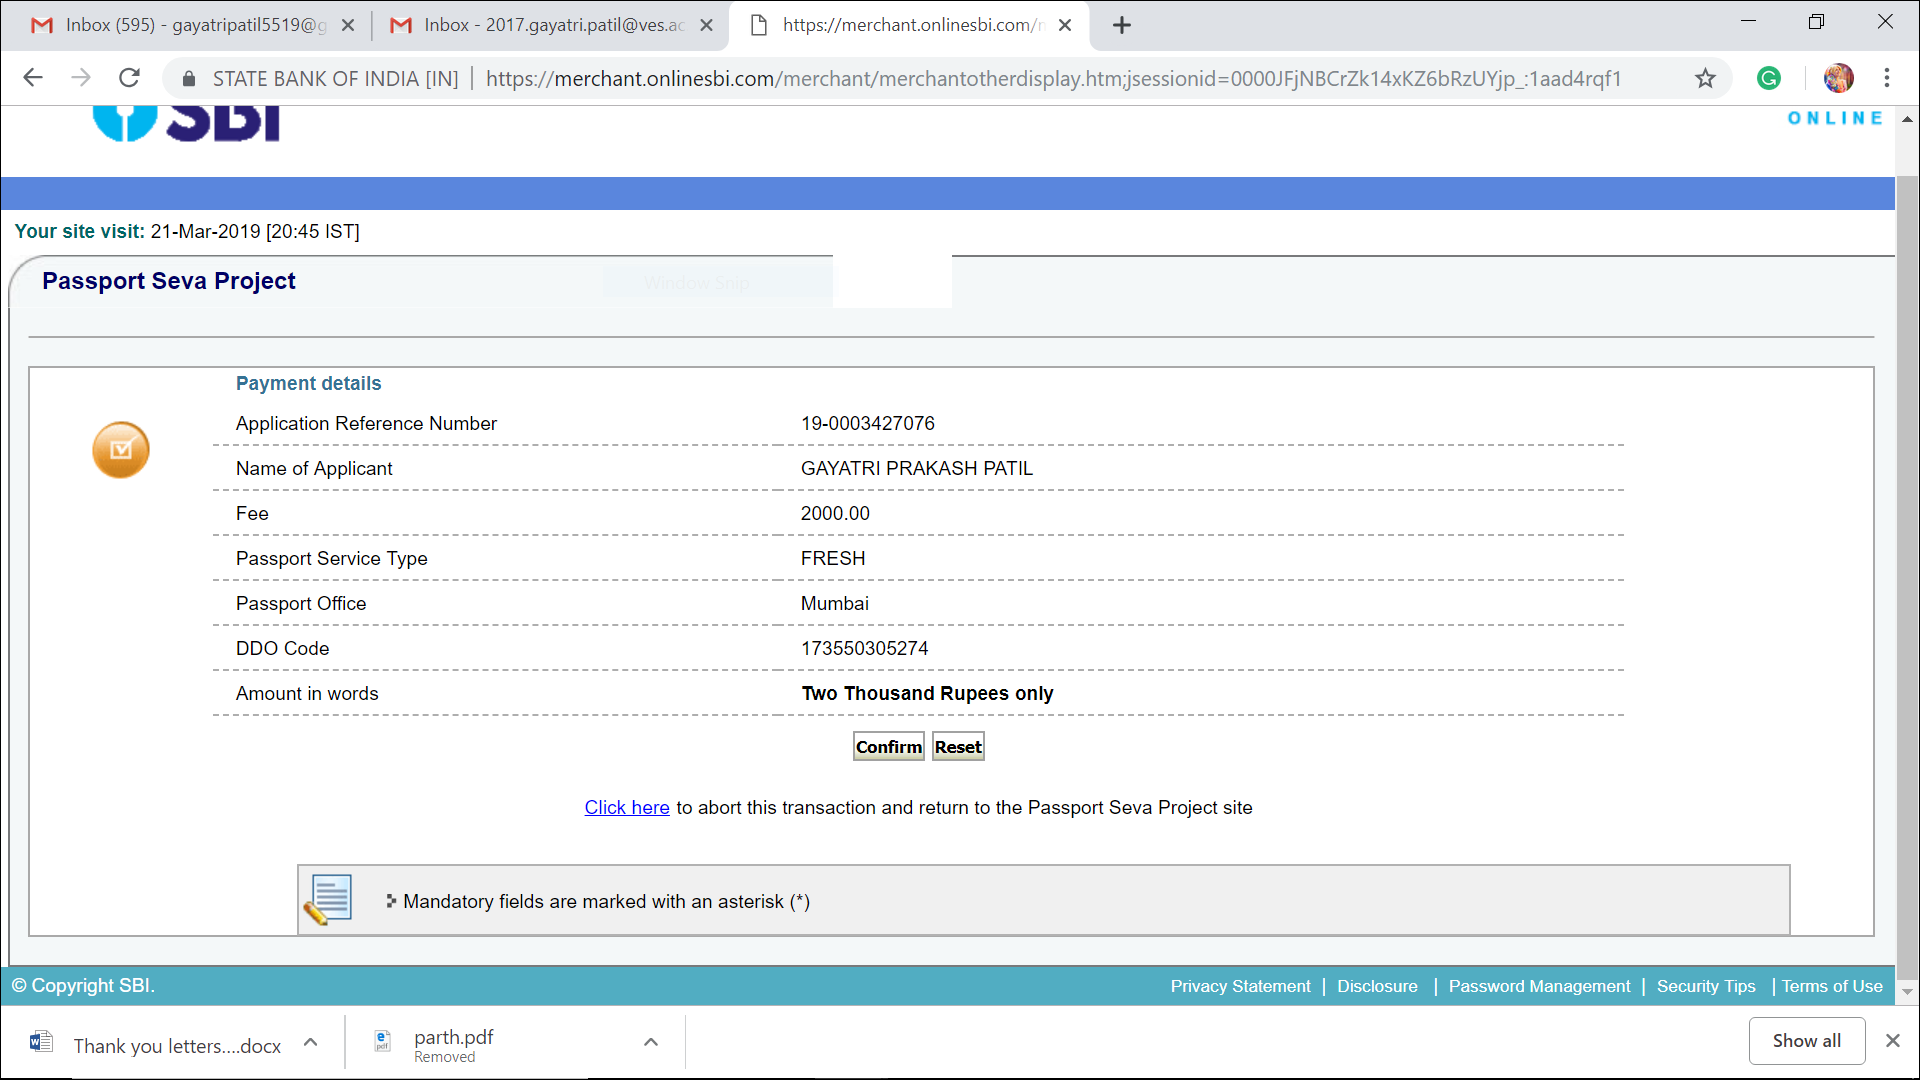 Inbox (595) - gayatripatil5519@g
Inbox - 2017.gayatri.patil@ves.ac
https://merchant.onlinesbi.com/
STATE BANK OF INDIA [IN] | https://merchant.onlinesbi.com/merchant/merchantotherdisplay.htm;jsessionid=0000JFjNBCrZk14xKZ6bRzUYjp_:1aad4rqf1
SBI
ONLINE
Your site visit: 21-Mar-2019 [20:45 IST]
Passport Seva Project
Window Snip
Payment details
Application Reference Number 19-0003427076
Name of Applicant GAYATRI PRAKASH PATIL
Fee 2000.00
Passport Service Type FRESH
Passport Office Mumbai
DDO Code 173550305274
Amount in words Two Thousand Rupees only
Confirm Reset
Click here to abort this transaction and return to the Passport Seva Project site
Mandatory fields are marked with an asterisk (*)
© Copyright SBI.
Privacy Statement | Disclosure | Password Management | Security Tips | Terms of Use
Thank you letters....docx
parth.pdf
Removed
Show all